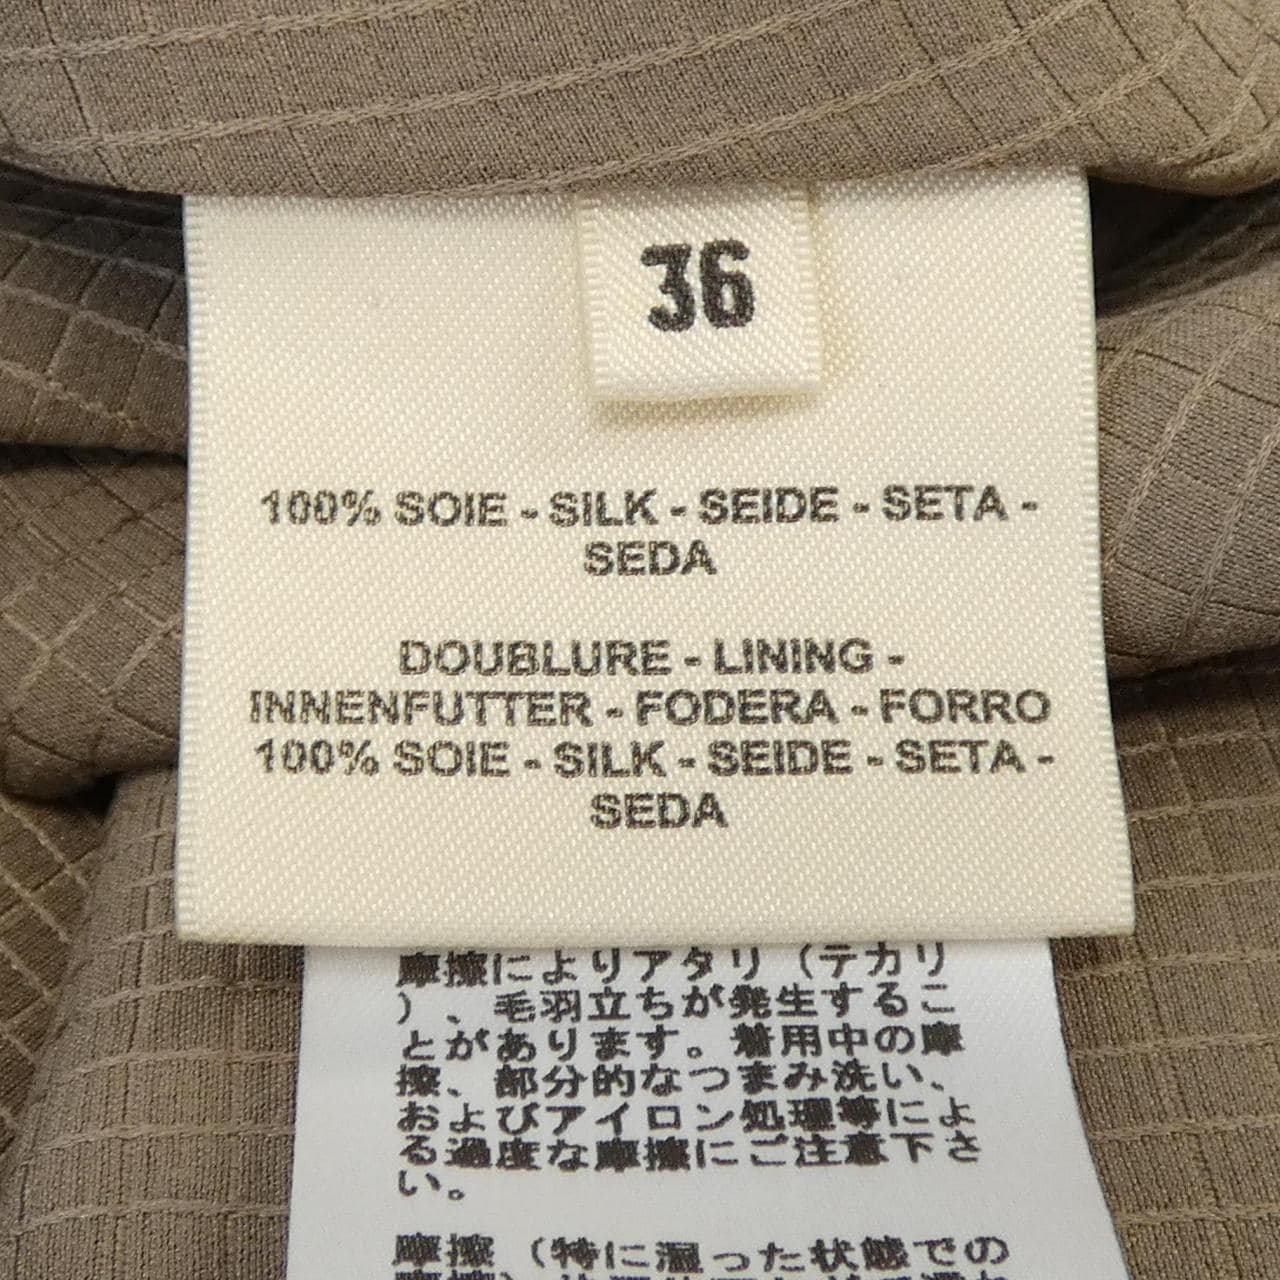 36
100% SOIE - SILK - SEIDE - SETA -
SEDA
DOUBLURE - LINING -
INNENFUTTER - FODERA - FORRO
100% SOIE - SILK - SEIDE - SETA -
SEDA
摩擦によりアタリ（テカリ
）、毛羽立ちが発生するこ
とがあります。着用中の摩
擦、部分的なつまみ洗い、
およびアイロン処理等によ
る過度な摩擦にご注意下さ
い。
摩擦（特に湿った状態での